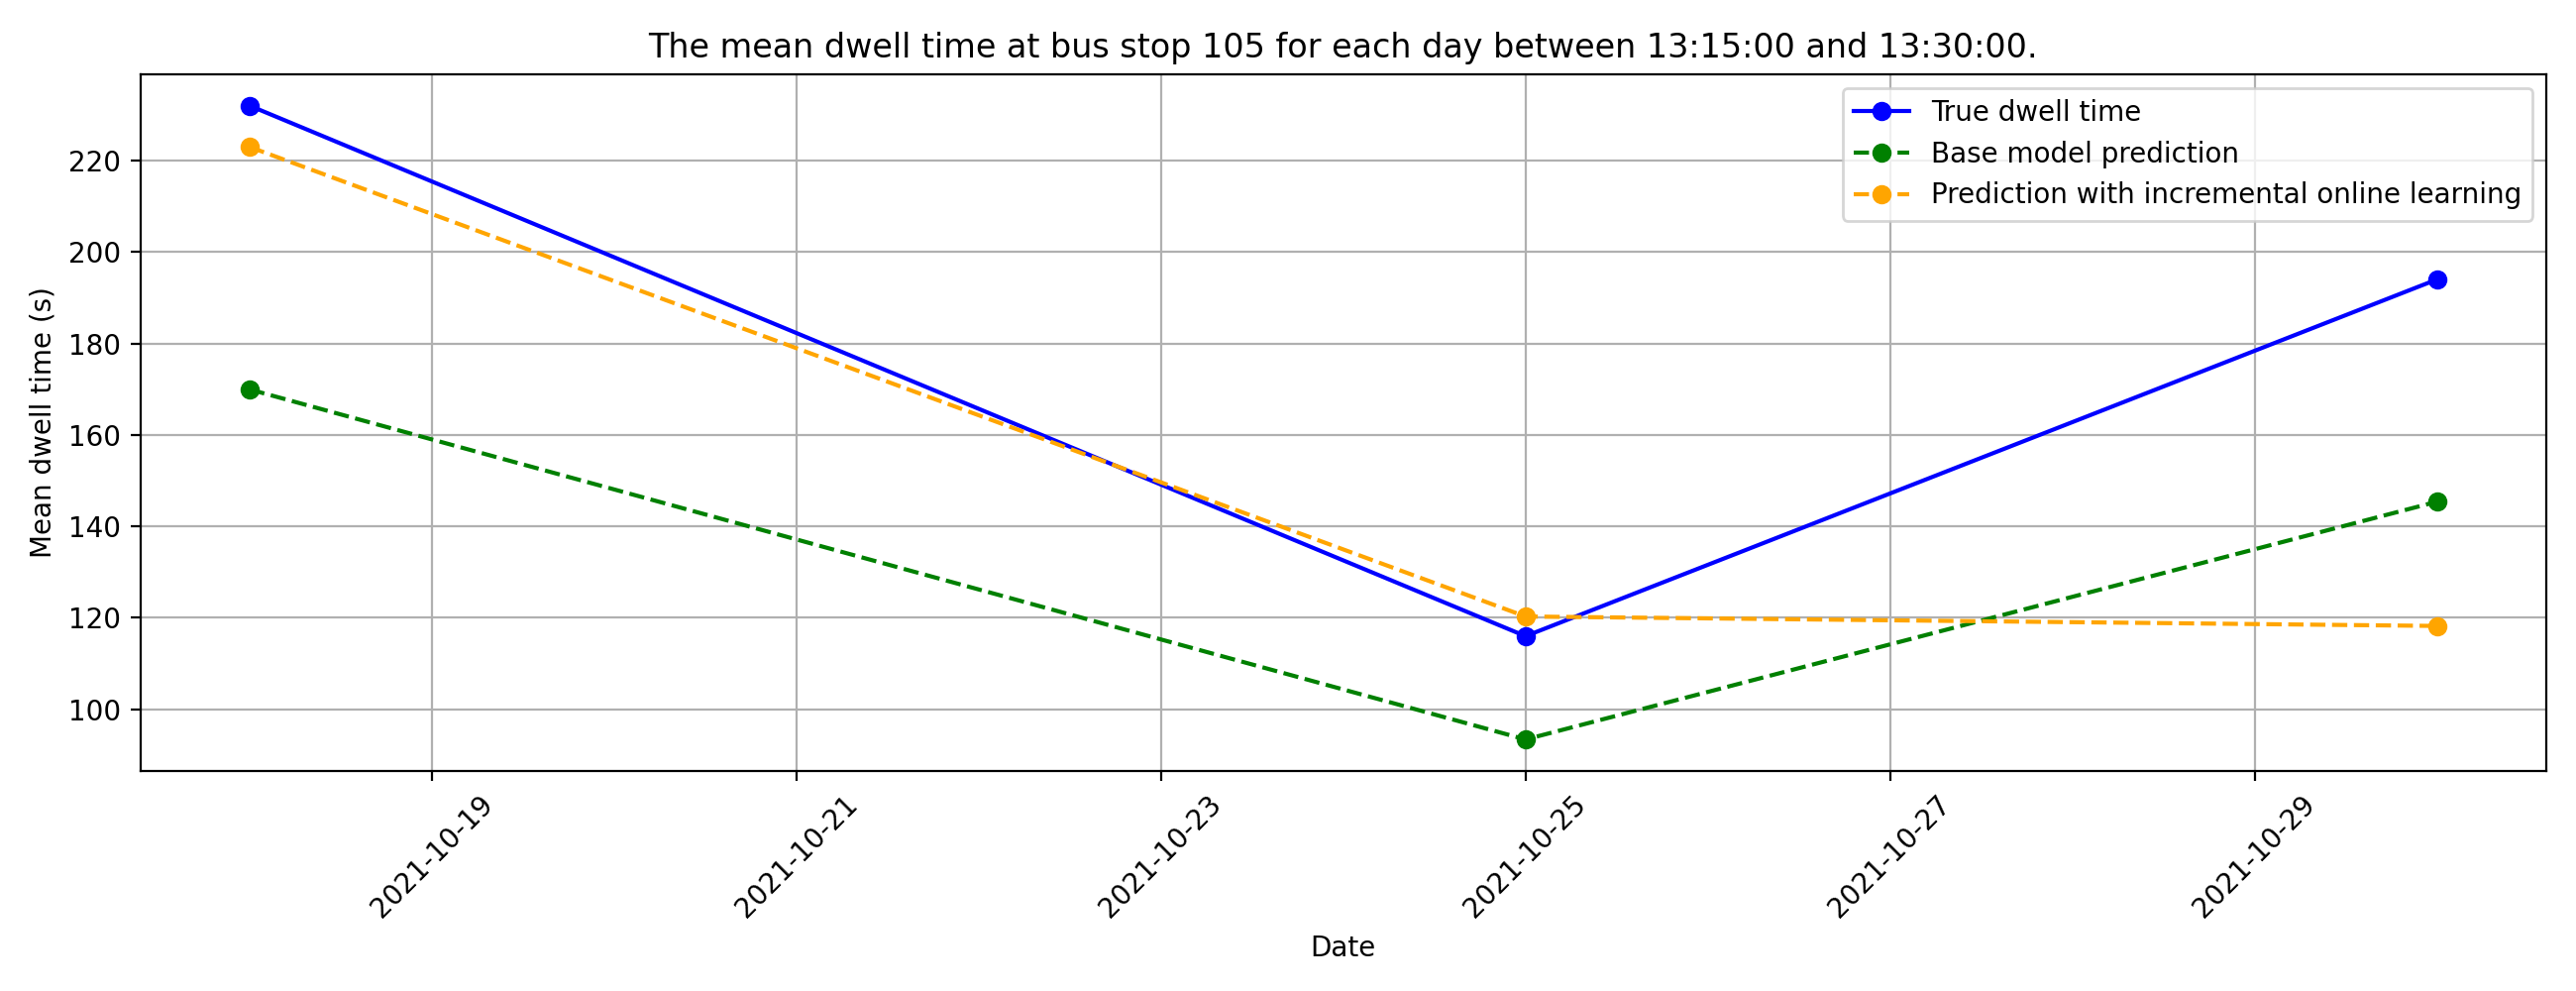 The mean dwell time at bus stop 105 for each day between 13:15:00 and 13:30:00.
True dwell time
Base model prediction
Prediction with incremental online learning
Mean dwell time (s)
220
200
180
160
140
120
100
2021-10-19
2021-10-21
2021-10-23
2021-10-25
2021-10-27
2021-10-29
Date